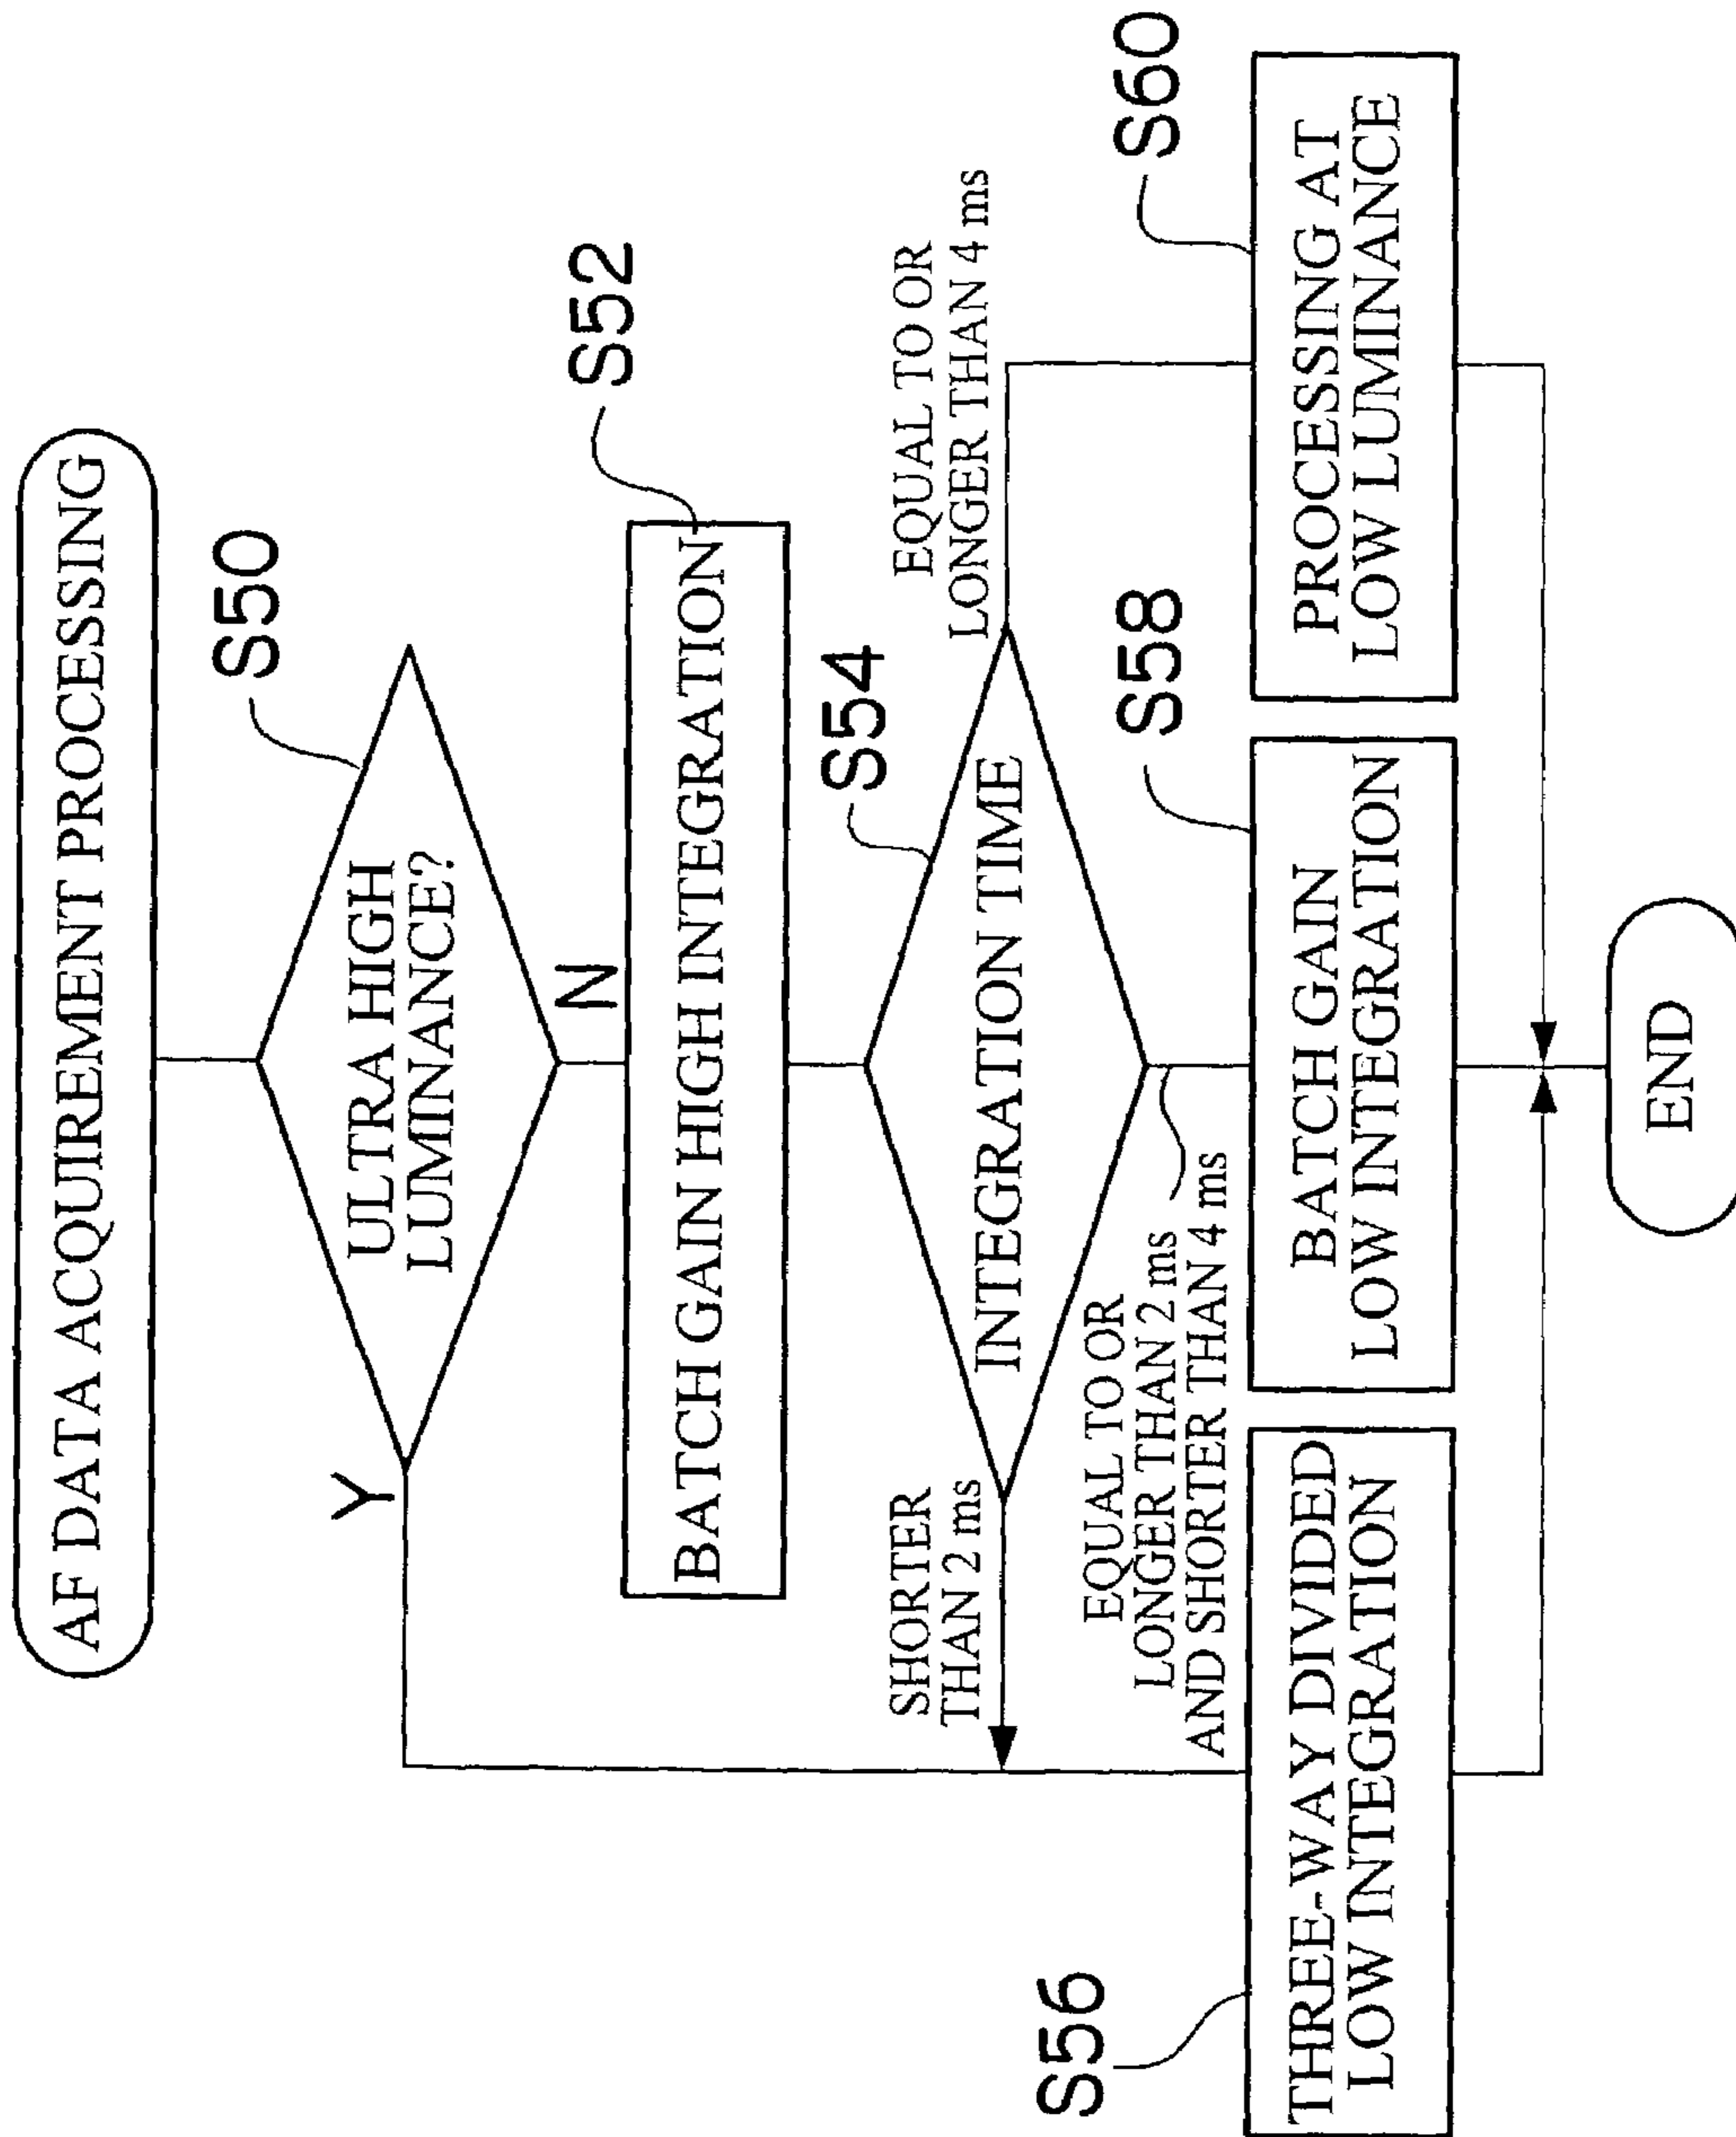 AF DATA ACQUIREMENT PROCESSING
S50
ULTRA HIGH
LUMINANCE?
Y
N
S52
BATCH GAIN HIGH INTEGRATION
S54
INTEGRATION TIME
SHORTER
THAN 2 ms
EQUAL TO OR
LONGER THAN 4 ms
EQUAL TO OR
LONGER THAN 2 ms
AND SHORTER THAN 4 ms
S56
THREE-WAY DIVIDED
LOW INTEGRATION
S58
BATCH GAIN
LOW INTEGRATION
S60
PROCESSING AT
LOW LUMINANCE
END